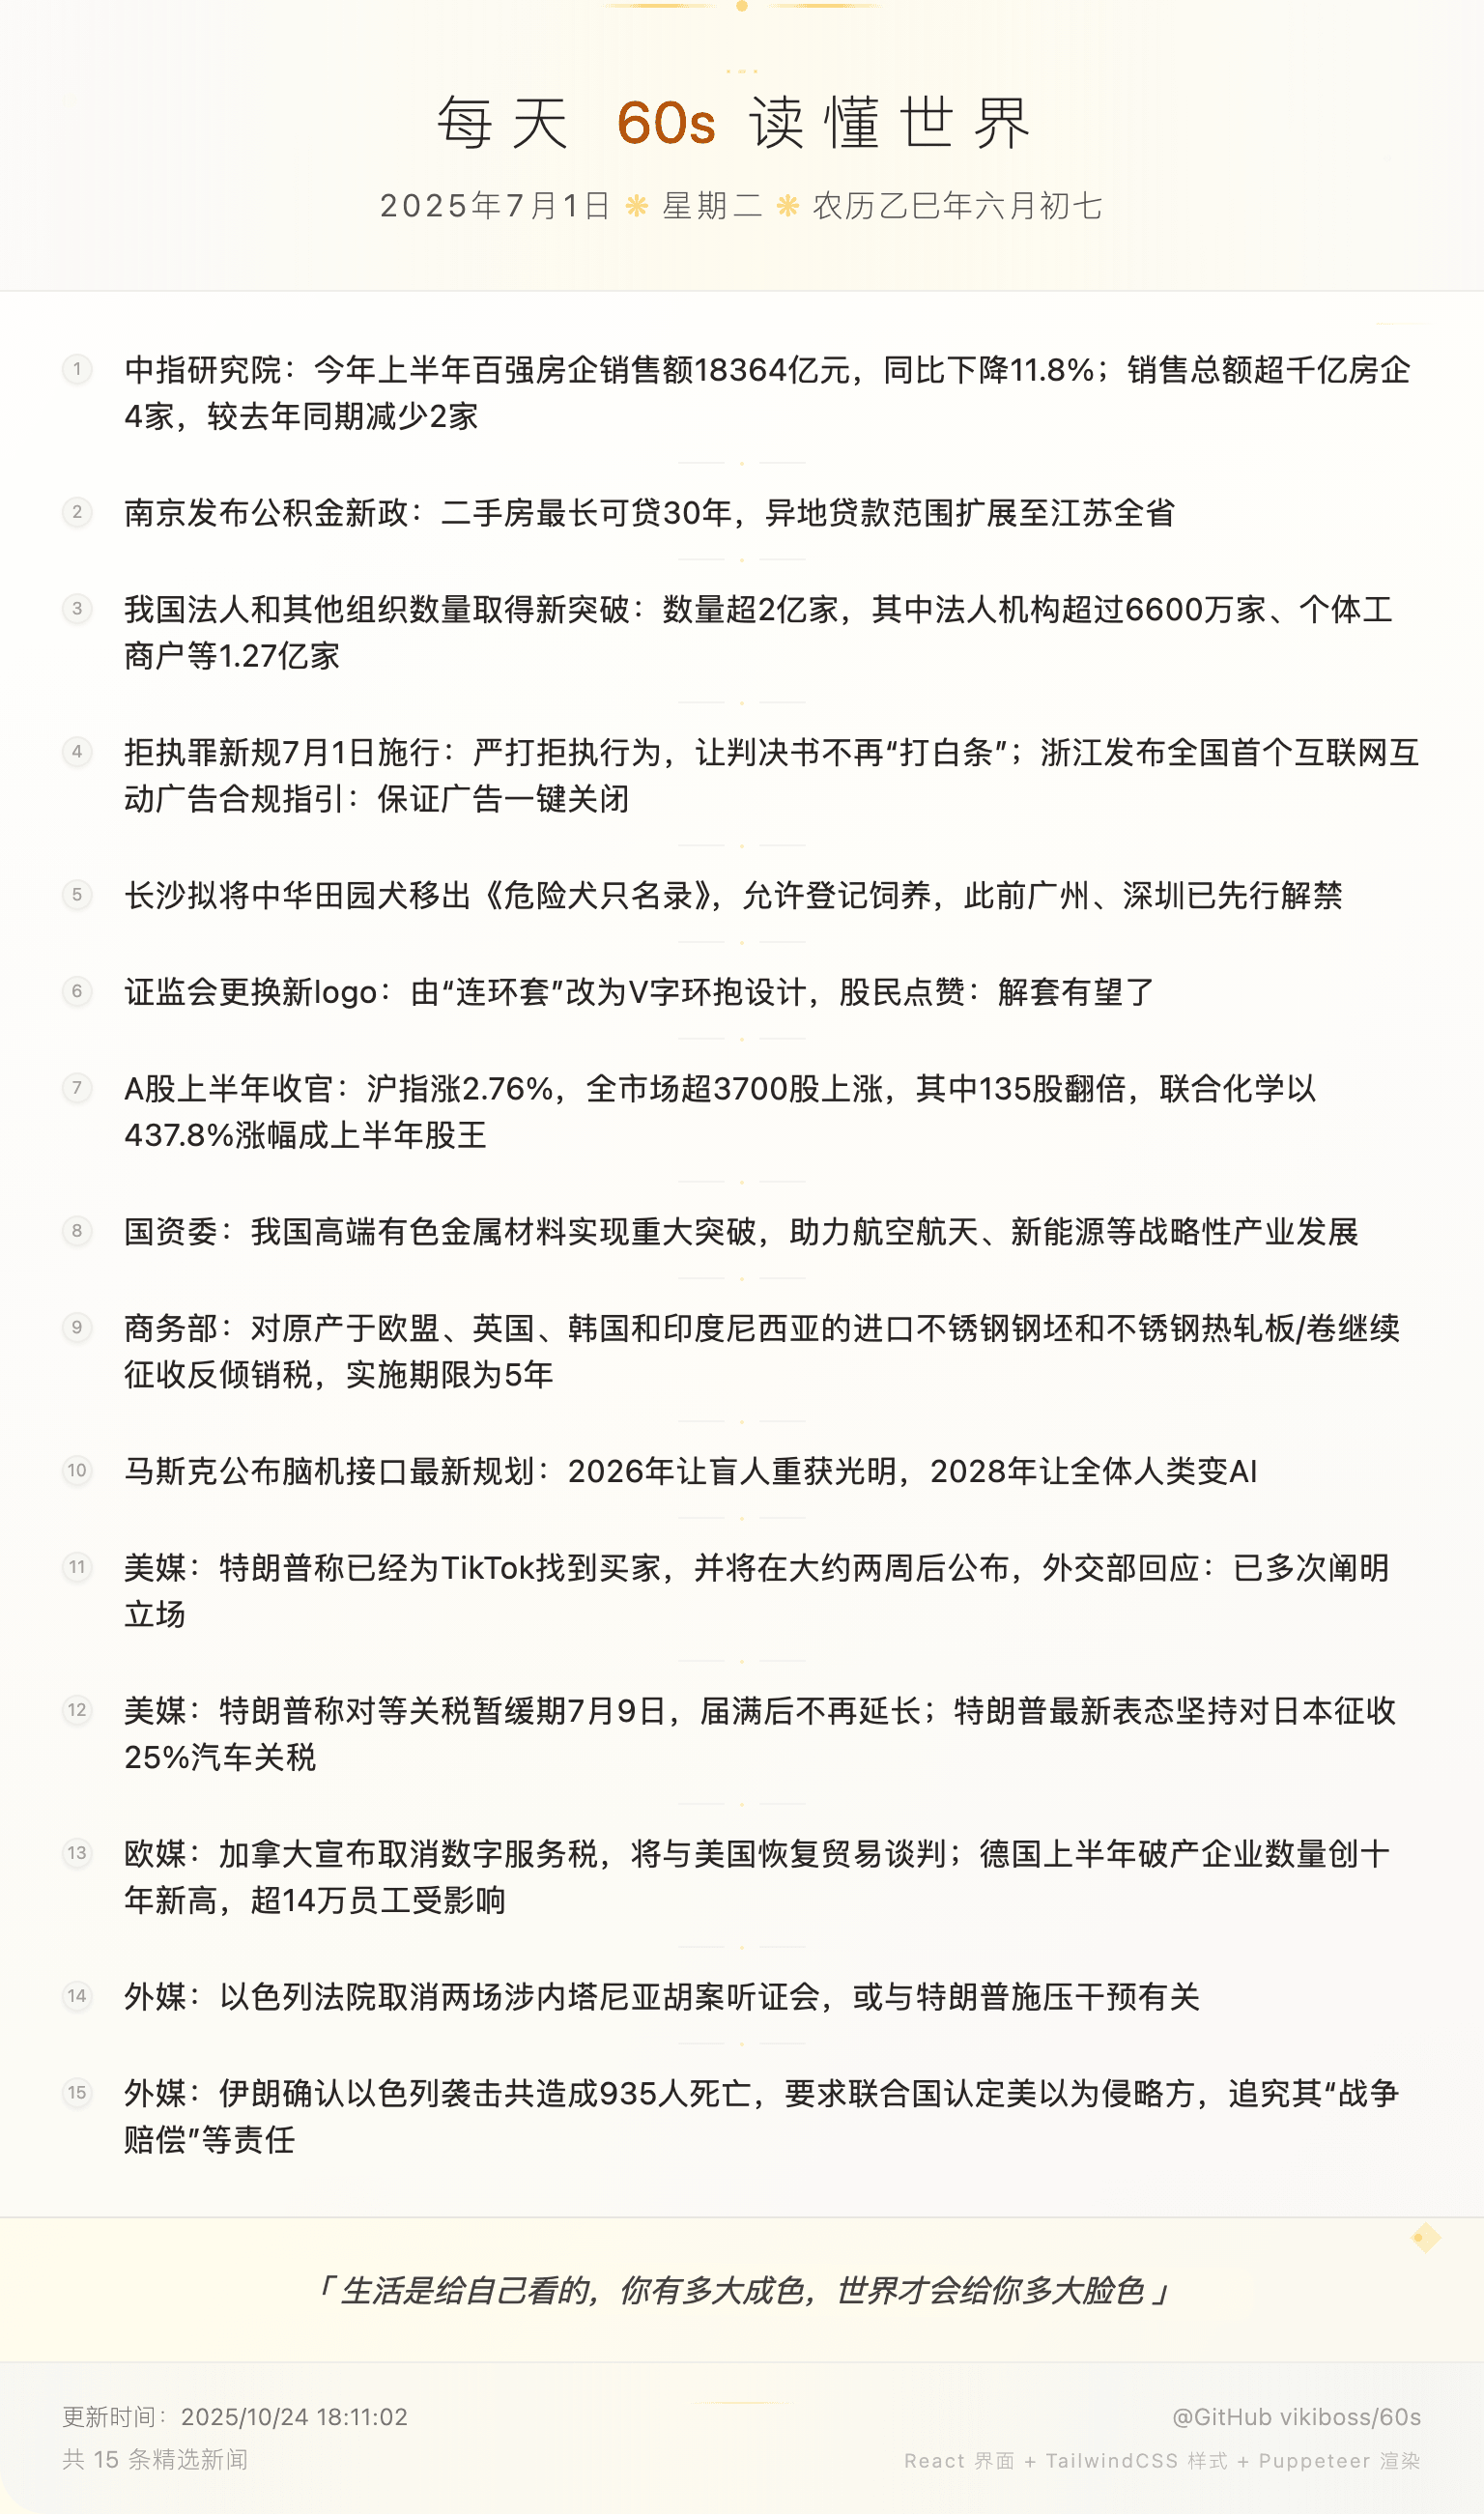 每天 60s 读懂世界
2025年7月1日 ❋ 星期二 ❋ 农历乙巳年六月初七
1 中指研究院：今年上半年百强房企销售额18364亿元，同比下降11.8%；销售总额超千亿房企
4家，较去年同期减少2家
2 南京发布公积金新政：二手房最长可贷30年，异地贷款范围扩展至江苏全省
3 我国法人和其他组织数量取得新突破：数量超2亿家，其中法人机构超过6600万家、个体工
商户等1.27亿家
4 拒执罪新规7月1日施行：严打拒执行为，让判决书不再“打白条”；浙江发布全国首个互联网互
动广告合规指引：保证广告一键关闭
5 长沙拟将中华田园犬移出《危险犬只名录》，允许登记饲养，此前广州、深圳已先行解禁
6 证监会更换新logo：由“连环套”改为V字环抱设计，股民点赞：解套有望了
7 A股上半年收官：沪指涨2.76%，全市场超3700股上涨，其中135股翻倍，联合化学以
437.8%涨幅成上半年股王
8 国资委：我国高端有色金属材料实现重大突破，助力航空航天、新能源等战略性产业发展
9 商务部：对原产于欧盟、英国、韩国和印度尼西亚的进口不锈钢钢坯和不锈钢热轧板/卷继续
征收反倾销税，实施期限为5年
10 马斯克公布脑机接口最新规划：2026年让盲人重获光明，2028年让全体人类变AI
11 美媒：特朗普称已经为TikTok找到买家，并将在大约两周后公布，外交部回应：已多次阐明
立场
12 美媒：特朗普称对等关税暂缓期7月9日，届满后不再延长；特朗普最新表态坚持对日本征收
25%汽车关税
13 欧媒：加拿大宣布取消数字服务税，将与美国恢复贸易谈判；德国上半年破产企业数量创十
年新高，超14万员工受影响
14 外媒：以色列法院取消两场涉内塔尼亚胡案听证会，或与特朗普施压干预有关
15 外媒：伊朗确认以色列袭击共造成935人死亡，要求联合国认定美以为侵略方，追究其“战争
赔偿”等责任
「 生活是给自己看的，你有多大成色，世界才会给你多大脸色 」
更新时间：2025/10/24 18:11:02
@GitHub vikiboss/60s
共 15 条精选新闻
React 界面 + TailwindCSS 样式 + Puppeteer 渲染